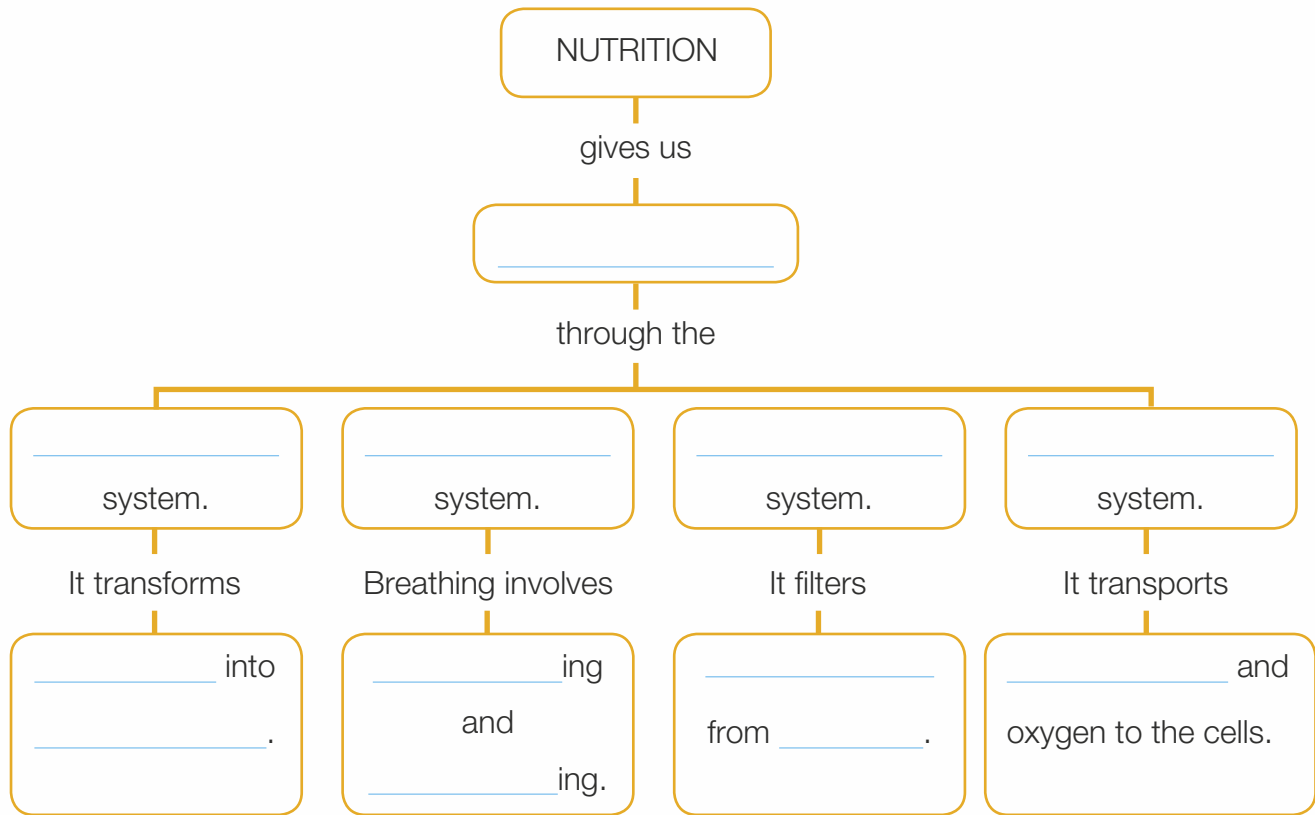 NUTRITION
gives us
through the
system.
system.
system.
system.
It transforms
Breathing involves
It filters
It transports
into
.
ing
and
ing.
from .
and
oxygen to the cells.